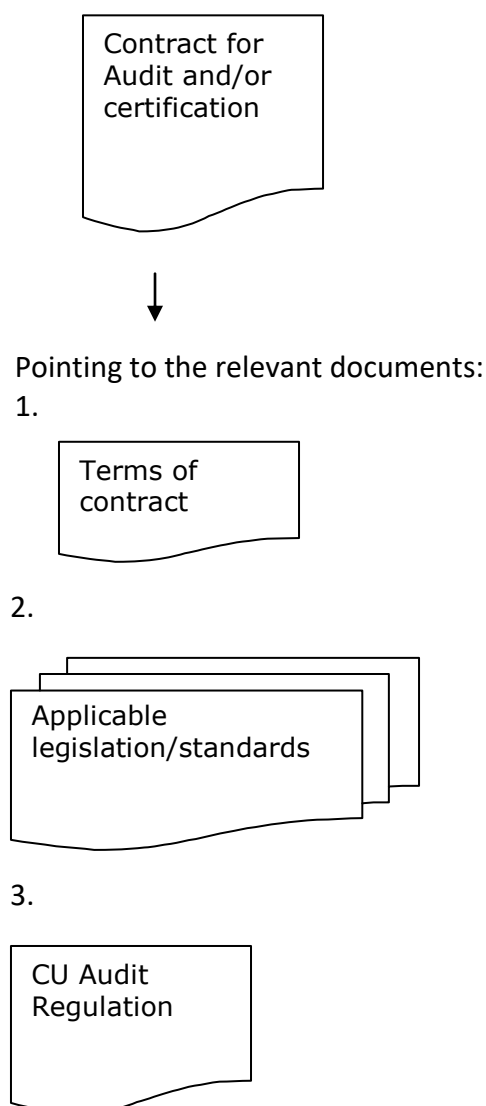 Contract for
Audit and/or
certification
Pointing to the relevant documents:
1.
Terms of
contract
2.
Applicable
legislation/standards
3.
CU Audit
Regulation